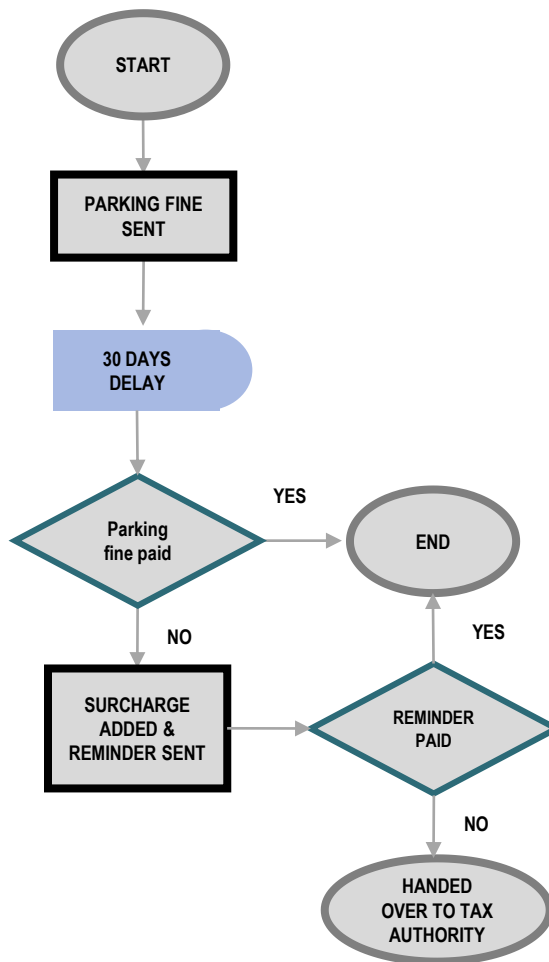 START
PARKING FINE
SENT
30 DAYS
DELAY
YES
Parking
fine paid
END
NO
YES
SURCHARGE
ADDED &
REMINDER SENT
REMINDER
PAID
NO
HANDED
OVER TO TAX
AUTHORITY